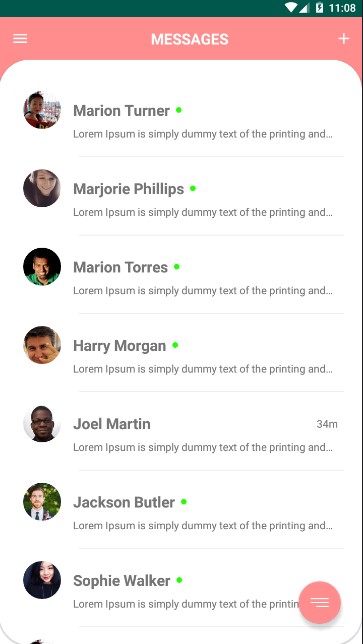 11:08
MESSAGES
Marion Turner
Lorem Ipsum is simply dummy text of the printing and...
Marjorie Phillips
Lorem Ipsum is simply dummy text of the printing and...
Marion Torres
Lorem Ipsum is simply dummy text of the printing and...
Harry Morgan
Lorem Ipsum is simply dummy text of the printing and...
Joel Martin 34m
Lorem Ipsum is simply dummy text of the printing and...
Jackson Butler
Lorem Ipsum is simply dummy text of the printing and...
Sophie Walker
Lorem Ipsum is simply dummy text of the printing